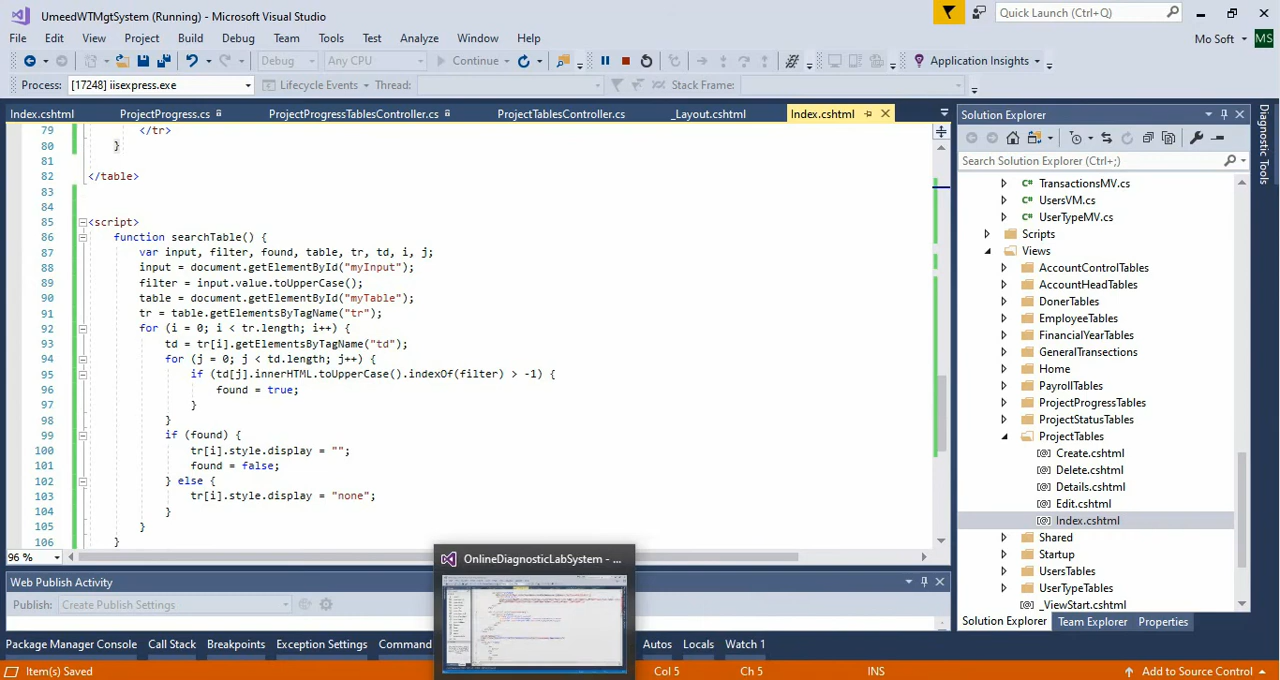 UmeedWTMgtSystem (Running) - Microsoft Visual Studio
Quick Launch (Ctrl+Q)
File Edit View Project Build Debug Team Tools Test Analyze Window Help
Mo Soft MS
Debug Any CPU Continue Application Insights
Process: [17248] iisexpress.exe Lifecycle Events Thread: Stack Frame:
Index.cshtml ProjectProgress.cs ProjectProgressTablesController.cs ProjectTablesController.cs _Layout.cshtml Index.cshtml
79 </tr>
80 }
81
82 </table>
83
84
85 <script>
86 function searchTable() {
87 var input, filter, found, table, tr, td, i, j;
88 input = document.getElementById("myInput");
89 filter = input.value.toUpperCase();
90 table = document.getElementById("myTable");
91 tr = table.getElementsByTagName("tr");
92 for (i = 0; i < tr.length; i++) {
93 td = tr[i].getElementsByTagName("td");
94 for (j = 0; j < td.length; j++) {
95 if (td[j].innerHTML.toUpperCase().indexOf(filter) > -1) {
96 found = true;
97 }
98 }
99 if (found) {
100 tr[i].style.display = "";
101 found = false;
102 } else {
103 tr[i].style.display = "none";
104 }
105 }
106 }
96 %
Solution Explorer
Search Solution Explorer (Ctrl+;)
C# TransactionsMV.cs
C# UsersVM.cs
C# UserTypeMV.cs
Scripts
Views
AccountControlTables
AccountHeadTables
DonerTables
EmployeeTables
FinancialYearTables
GeneralTransections
Home
PayrollTables
ProjectProgressTables
ProjectStatusTables
ProjectTables
[@] Create.cshtml
[@] Delete.cshtml
[@] Details.cshtml
[@] Edit.cshtml
[@] Index.cshtml
Shared
Startup
UsersTables
[@] _ViewStart.cshtml
Solution Explorer Team Explorer Properties
Diagnostic Tools
OnlineDiagnosticLabSystem - ...
Web Publish Activity
Publish: Create Publish Settings
Package Manager Console Call Stack Breakpoints Exception Settings Command Autos Locals Watch 1
Item(s) Saved Col 5 Ch 5 INS Add to Source Control